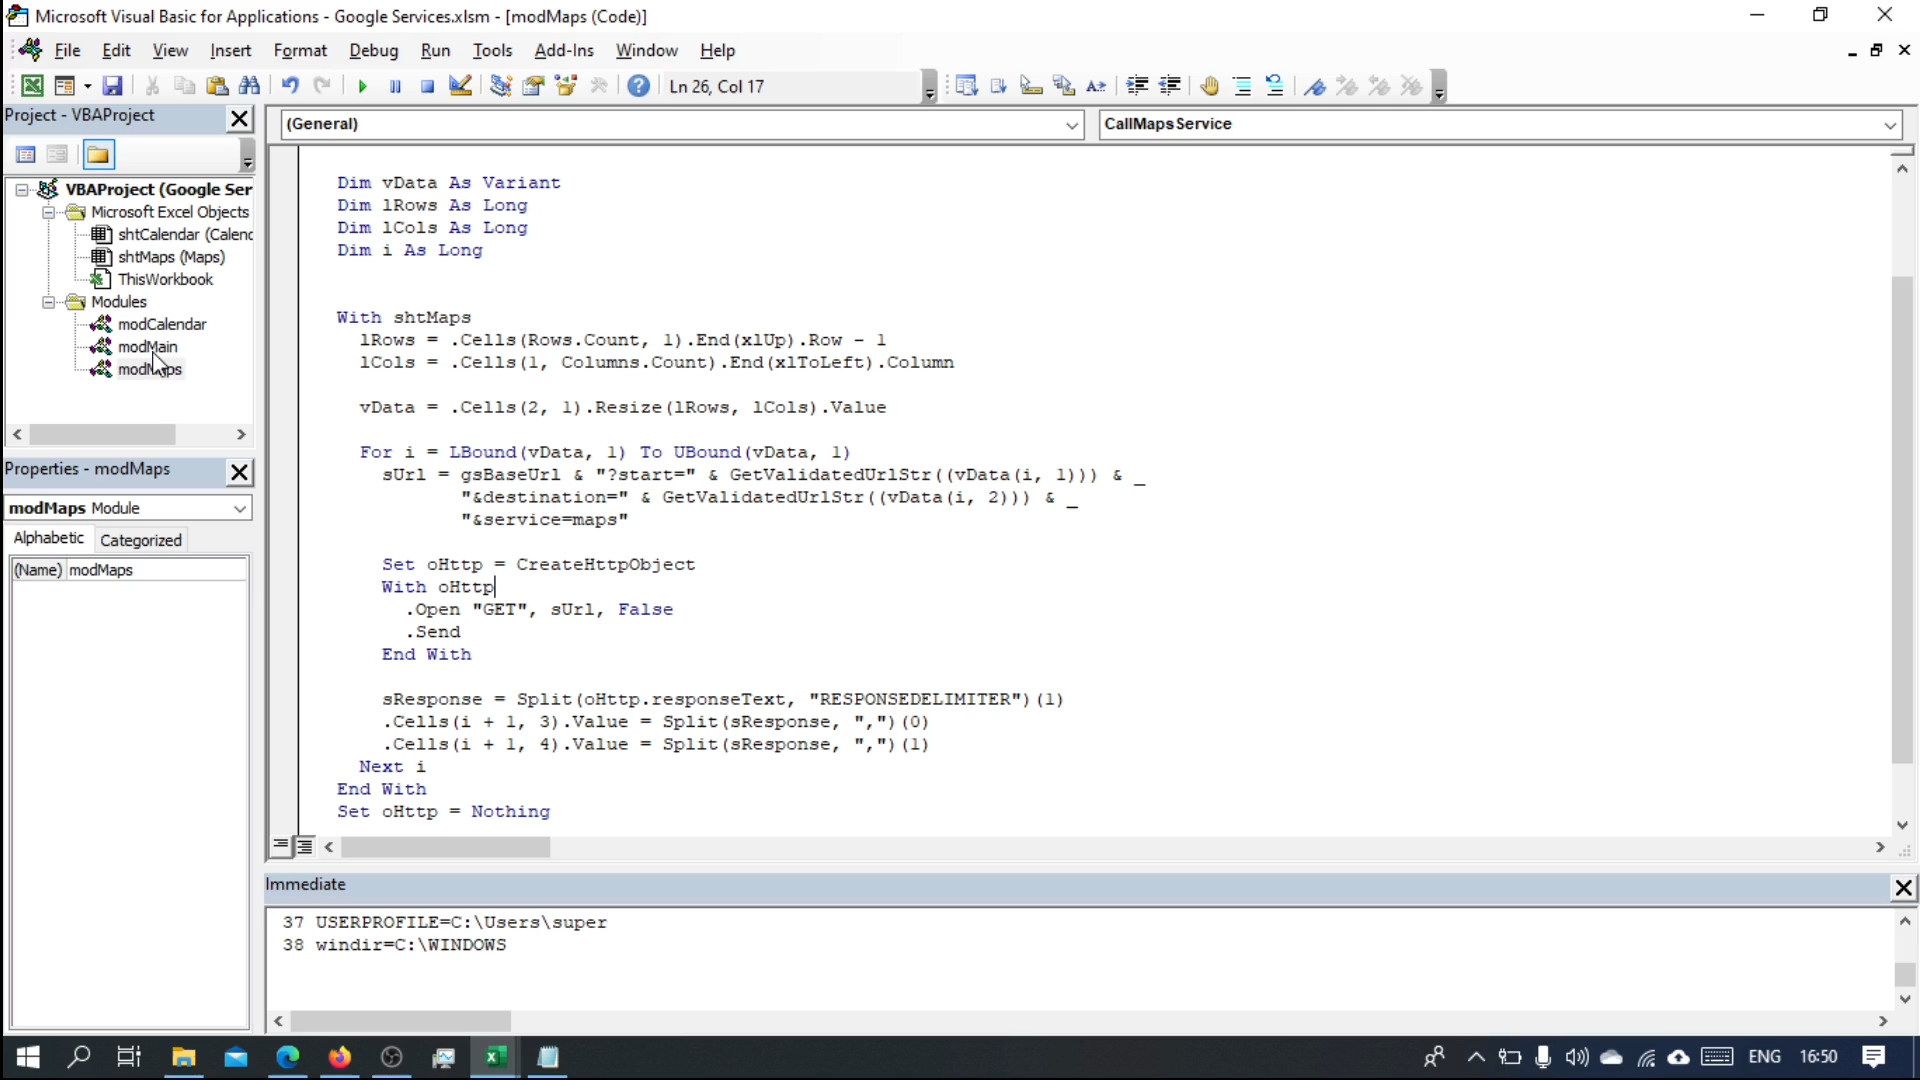 Microsoft Visual Basic for Applications - Google Services.xlsm - [modMaps (Code)]
File Edit View Insert Format Debug Run Tools Add-Ins Window Help
Ln 26, Col 17
Project - VBAProject
(General)
CallMapsService
VBAProject (Google Ser
Microsoft Excel Objects
shtCalendar (Calenc
shtMaps (Maps)
ThisWorkbook
Modules
modCalendar
modMain
modMaps
Properties - modMaps
modMaps Module
Alphabetic Categorized
(Name) modMaps
Dim vData As Variant
Dim lRows As Long
Dim lCols As Long
Dim i As Long
With shtMaps
lRows = .Cells(Rows.Count, 1).End(xlUp).Row - 1
lCols = .Cells(1, Columns.Count).End(xlToLeft).Column
vData = .Cells(2, 1).Resize(lRows, lCols).Value
For i = LBound(vData, 1) To UBound(vData, 1)
sUrl = gsBaseUrl & "?start=" & GetValidatedUrlStr((vData(i, 1))) & _
"&destination=" & GetValidatedUrlStr((vData(i, 2))) & _
"&service=maps"
Set oHttp = CreateHttpObject
With oHttp
.Open "GET", sUrl, False
.Send
End With
sResponse = Split(oHttp.responseText, "RESPONSEDELIMITER")(1)
.Cells(i + 1, 3).Value = Split(sResponse, ",")(0)
.Cells(i + 1, 4).Value = Split(sResponse, ",")(1)
Next i
End With
Set oHttp = Nothing
Immediate
37 USERPROFILE=C:\Users\super
38 windir=C:\WINDOWS
ENG 16:50